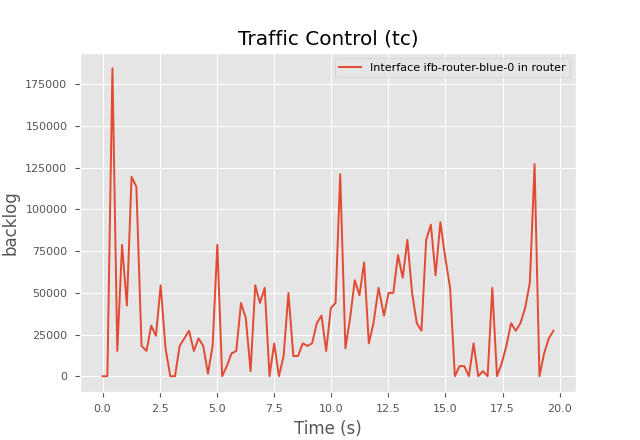 Traffic Control (tc)
Interface ifb-router-blue-0 in router
backlog
175000
150000
125000
100000
75000
50000
25000
0
0.0 2.5 5.0 7.5 10.0 12.5 15.0 17.5 20.0
Time (s)